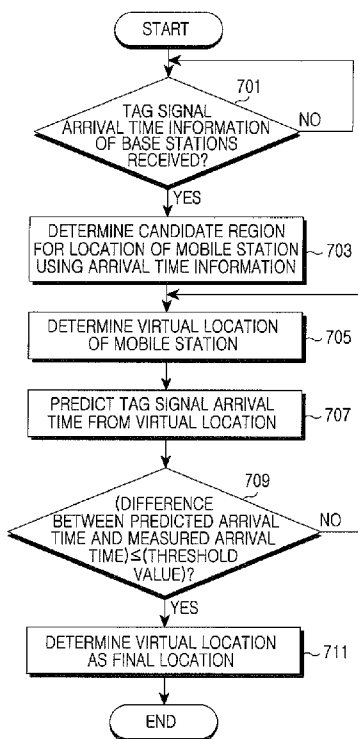 START
701
TAG SIGNAL
ARRIVAL TIME INFORMATION
OF BASE STATIONS
RECEIVED?
NO
YES
DETERMINE CANDIDATE REGION
FOR LOCATION OF MOBILE STATION
USING ARRIVAL TIME INFORMATION
703
DETERMINE VIRTUAL LOCATION
OF MOBILE STATION
705
PREDICT TAG SIGNAL ARRIVAL
TIME FROM VIRTUAL LOCATION
707
709
(DIFFERENCE
BETWEEN PREDICTED ARRIVAL
TIME AND MEASURED ARRIVAL
TIME)≤(THRESHOLD
VALUE)?
NO
YES
DETERMINE VIRTUAL LOCATION
AS FINAL LOCATION
711
END